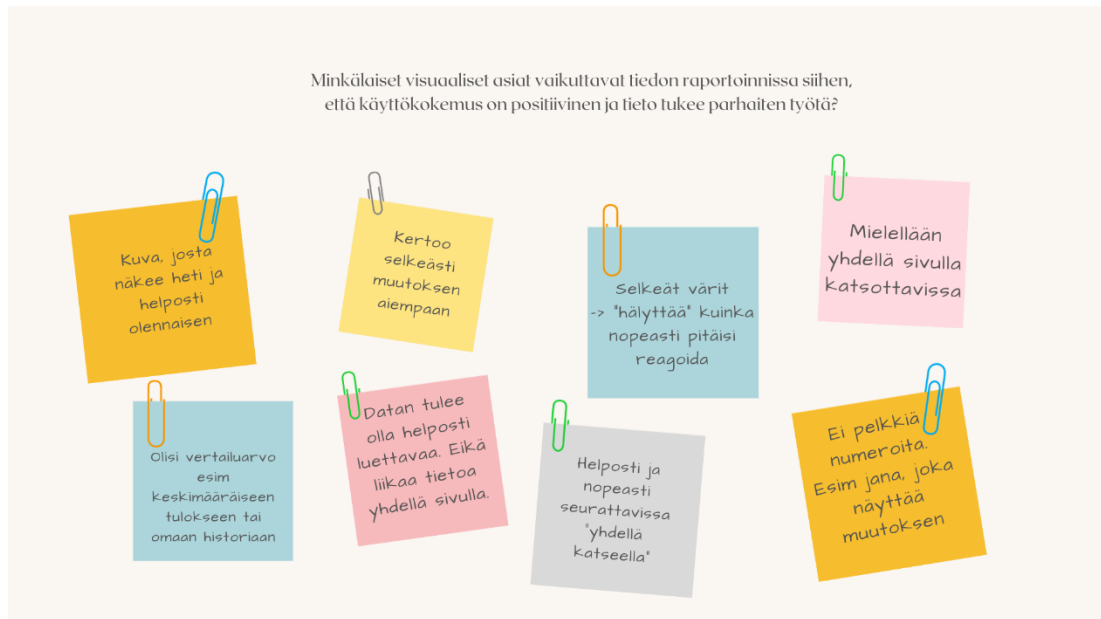 Minkälaiset visuaaliset asiat vaikuttavat tiedon raportoinnissa siihen,
että käyttökokemus on positiivinen ja tieto tukee parhaiten työtä?
Kuva, josta
näkee heti ja
helposti
olennaisen
Kertoo
selkeästi
muutoksen
aiempaan
Selkeät värit
-> "hälyttää" kuinka
nopeasti pitäisi
reagoida
Mielellään
yhdellä sivulla
katsottavissa
Olisi vertailuarvo
esim
keskimääräiseen
tulokseen tai
omaan historiaan
Datan tulee
olla helposti
luettavaa. Eikä
liikaa tietoa
yhdellä sivulla.
Helposti ja
nopeasti
seurattavissa
"yhdellä
katseella"
Ei pelkkiä
numeroita.
Esim jana, joka
näyttää
muutoksen